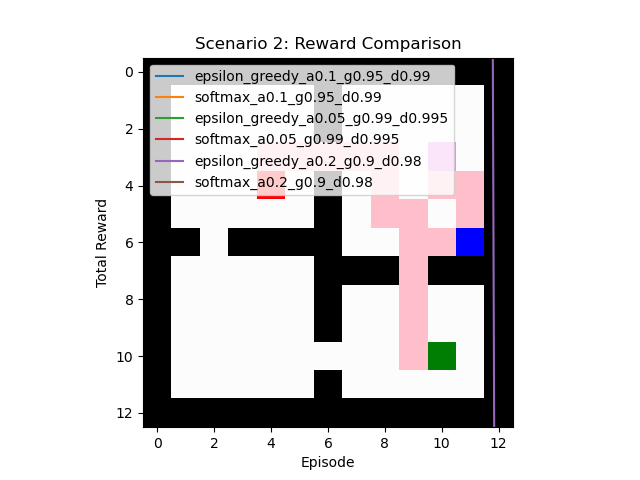 Scenario 2: Reward Comparison
epsilon_greedy_a0.1_g0.95_d0.99
softmax_a0.1_g0.95_d0.99
epsilon_greedy_a0.05_g0.99_d0.995
softmax_a0.05_g0.99_d0.995
epsilon_greedy_a0.2_g0.9_d0.98
softmax_a0.2_g0.9_d0.98
Total Reward
0
2
4
6
8
10
12
0 2 4 6 8 10 12
Episode